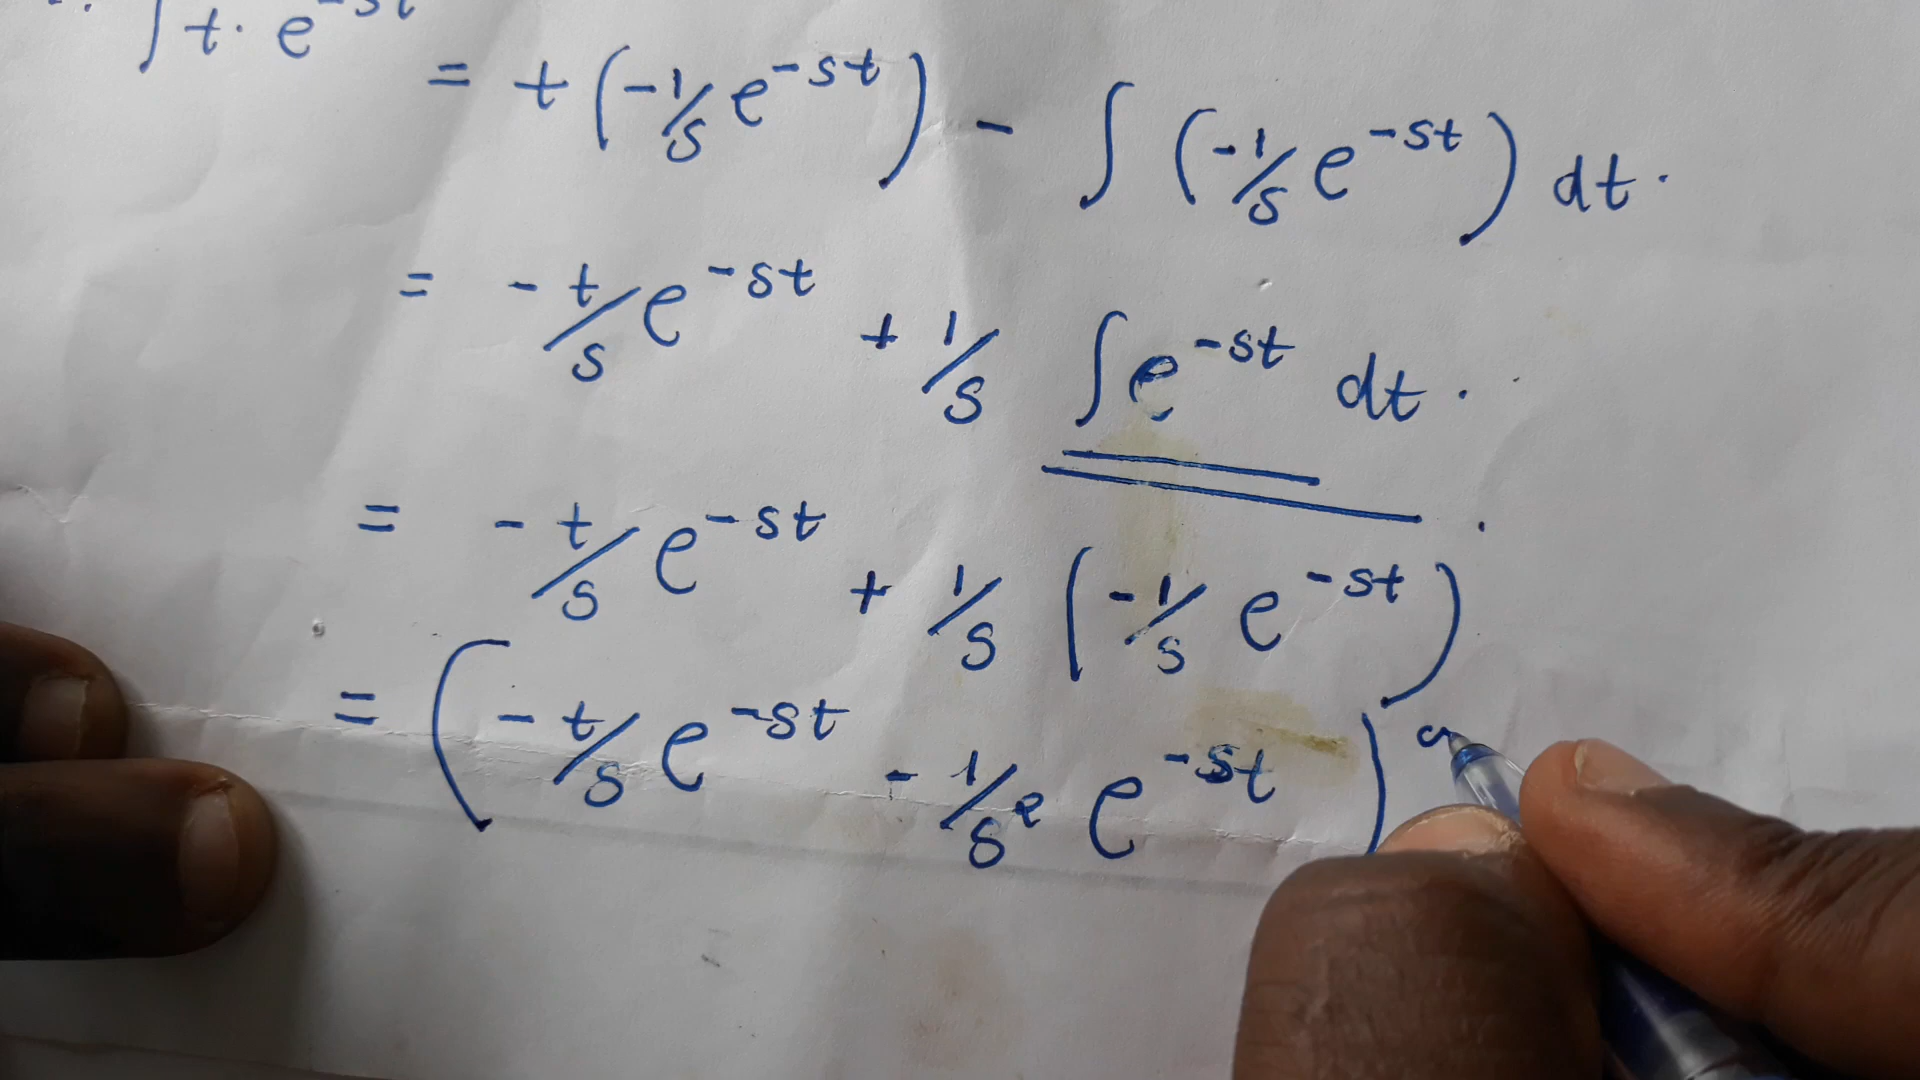 ∫ t. e^-st
= t (-1/s e^-st) - ∫ (-1/s e^-st) dt.
= -t/s e^-st + 1/s ∫ e^-st dt.
= -t/s e^-st + 1/s (-1/s e^-st)
= (-t/s e^-st - 1/s² e^-st)